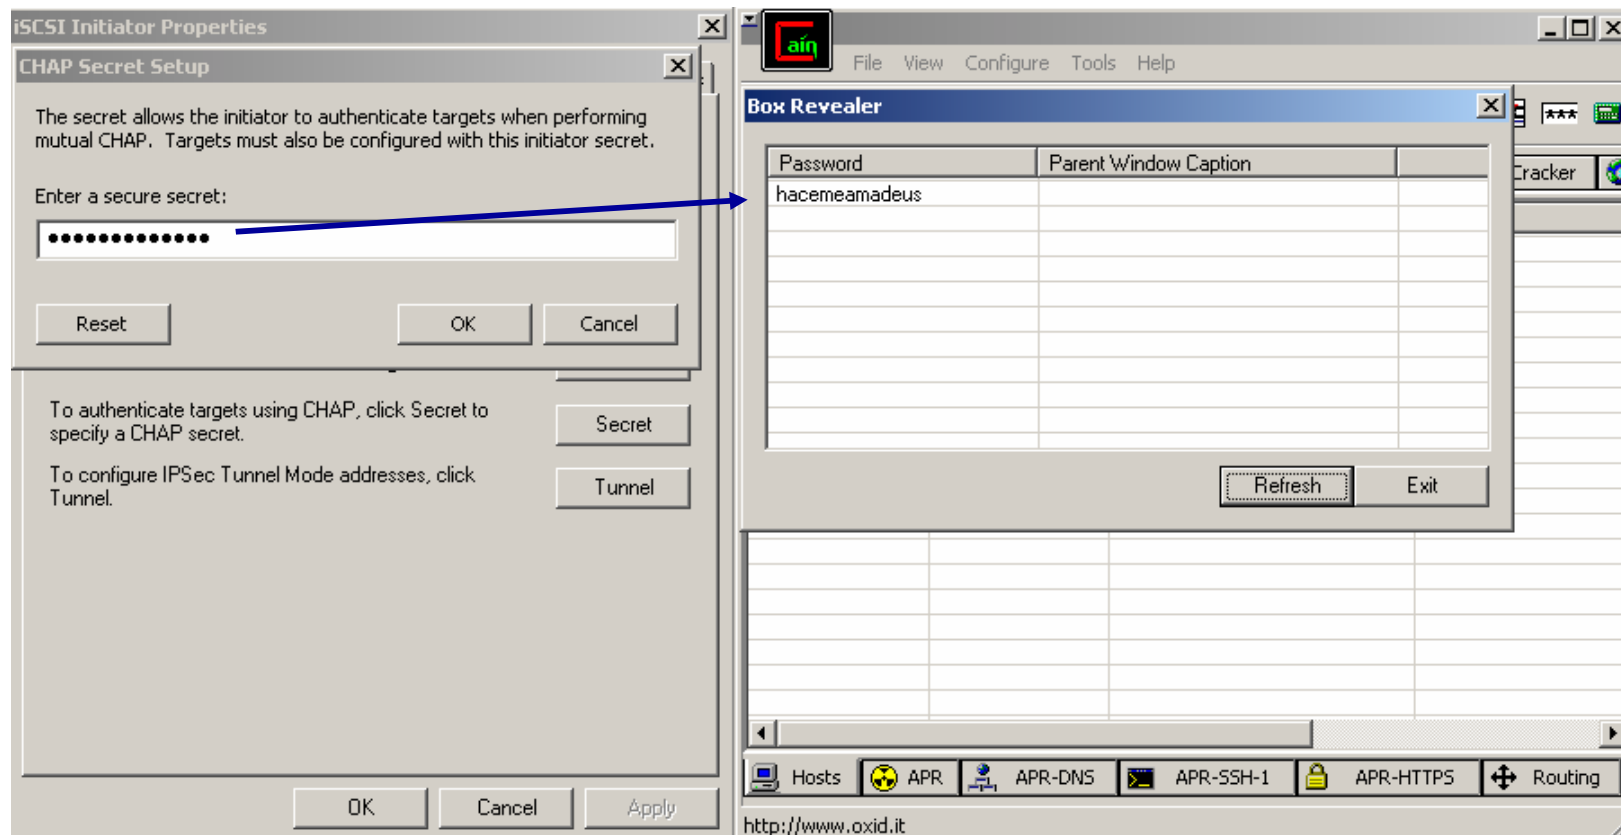 iSCSI Initiator Properties
CHAP Secret Setup
The secret allows the initiator to authenticate targets when performing
mutual CHAP. Targets must also be configured with this initiator secret.
Enter a secure secret:
●●●●●●●●●●●●●
Reset
OK
Cancel
To authenticate targets using CHAP, click Secret to
specify a CHAP secret.
Secret
To configure IPSec Tunnel Mode addresses, click
Tunnel.
Tunnel
OK
Cancel
Apply
Caín
File View Configure Tools Help
Box Revealer
Password
Parent Window Caption
hacemeamadeus
Cracker
Refresh
Exit
Hosts
APR
APR-DNS
APR-SSH-1
APR-HTTPS
Routing
http://www.oxid.it